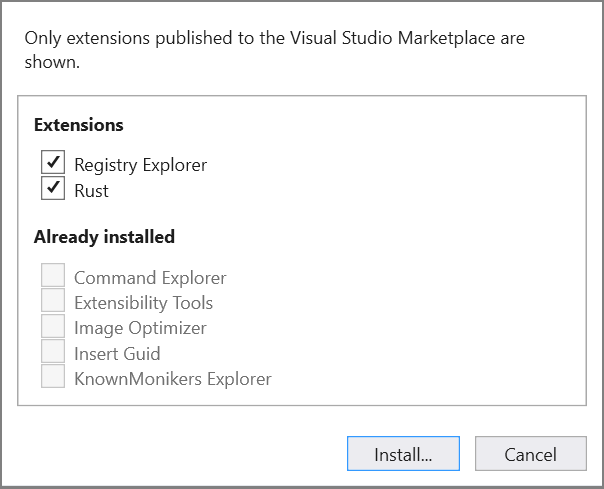 Only extensions published to the Visual Studio Marketplace are
shown.
Extensions
Registry Explorer
Rust
Already installed
Command Explorer
Extensibility Tools
Image Optimizer
Insert Guid
KnownMonikers Explorer
Install...
Cancel